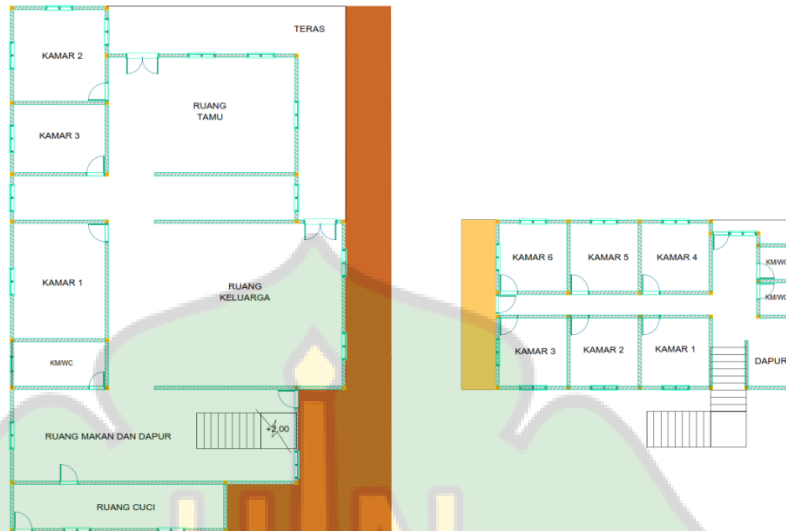 TERAS
KAMAR 2
RUANG
TAMU
KAMAR 3
KAMAR 1
RUANG
KELUARGA
KM/WC
RUANG MAKAN DAN DAPUR
+2,00
RUANG CUCI
KAMAR 6
KAMAR 5
KAMAR 4
KM/WC
KM/WC
KAMAR 3
KAMAR 2
KAMAR 1
DAPUR